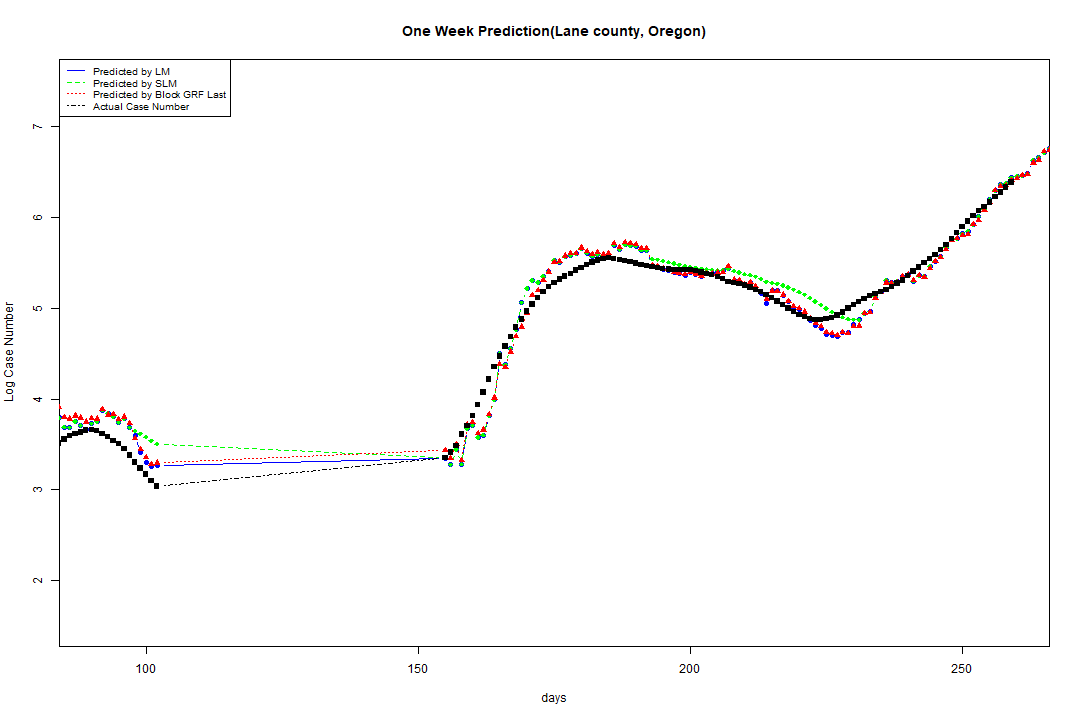 One Week Prediction(Lane county, Oregon)
Predicted by LM
Predicted by SLM
Predicted by Block GRF Last
Actual Case Number
7
6
5
4
3
2
Log Case Number
100 150 200 250
days